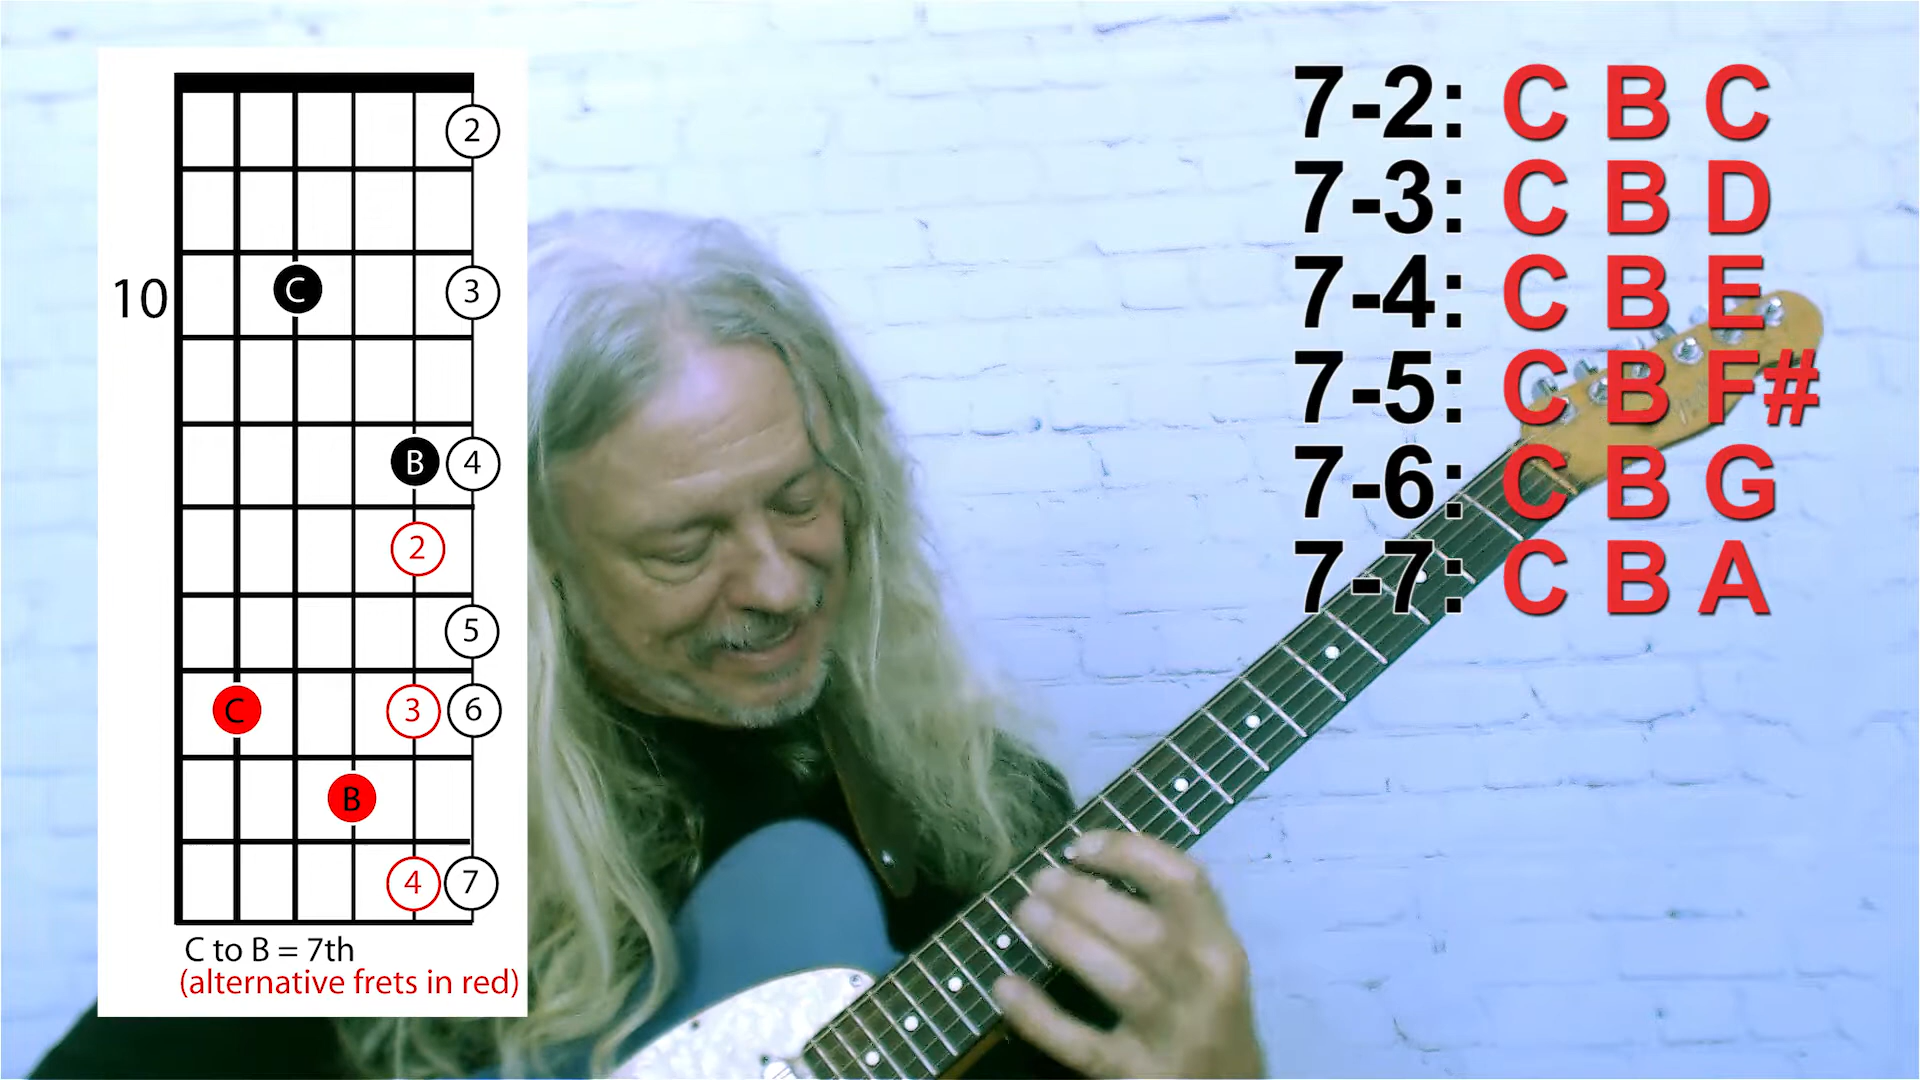 2
10 C 3
B 4
2
5
C 3 6
B
4 7
C to B = 7th
(alternative frets in red)
7-2: C B C
7-3: C B D
7-4: C B E
7-5: C B F#
7-6: C B G
7-7: C B A